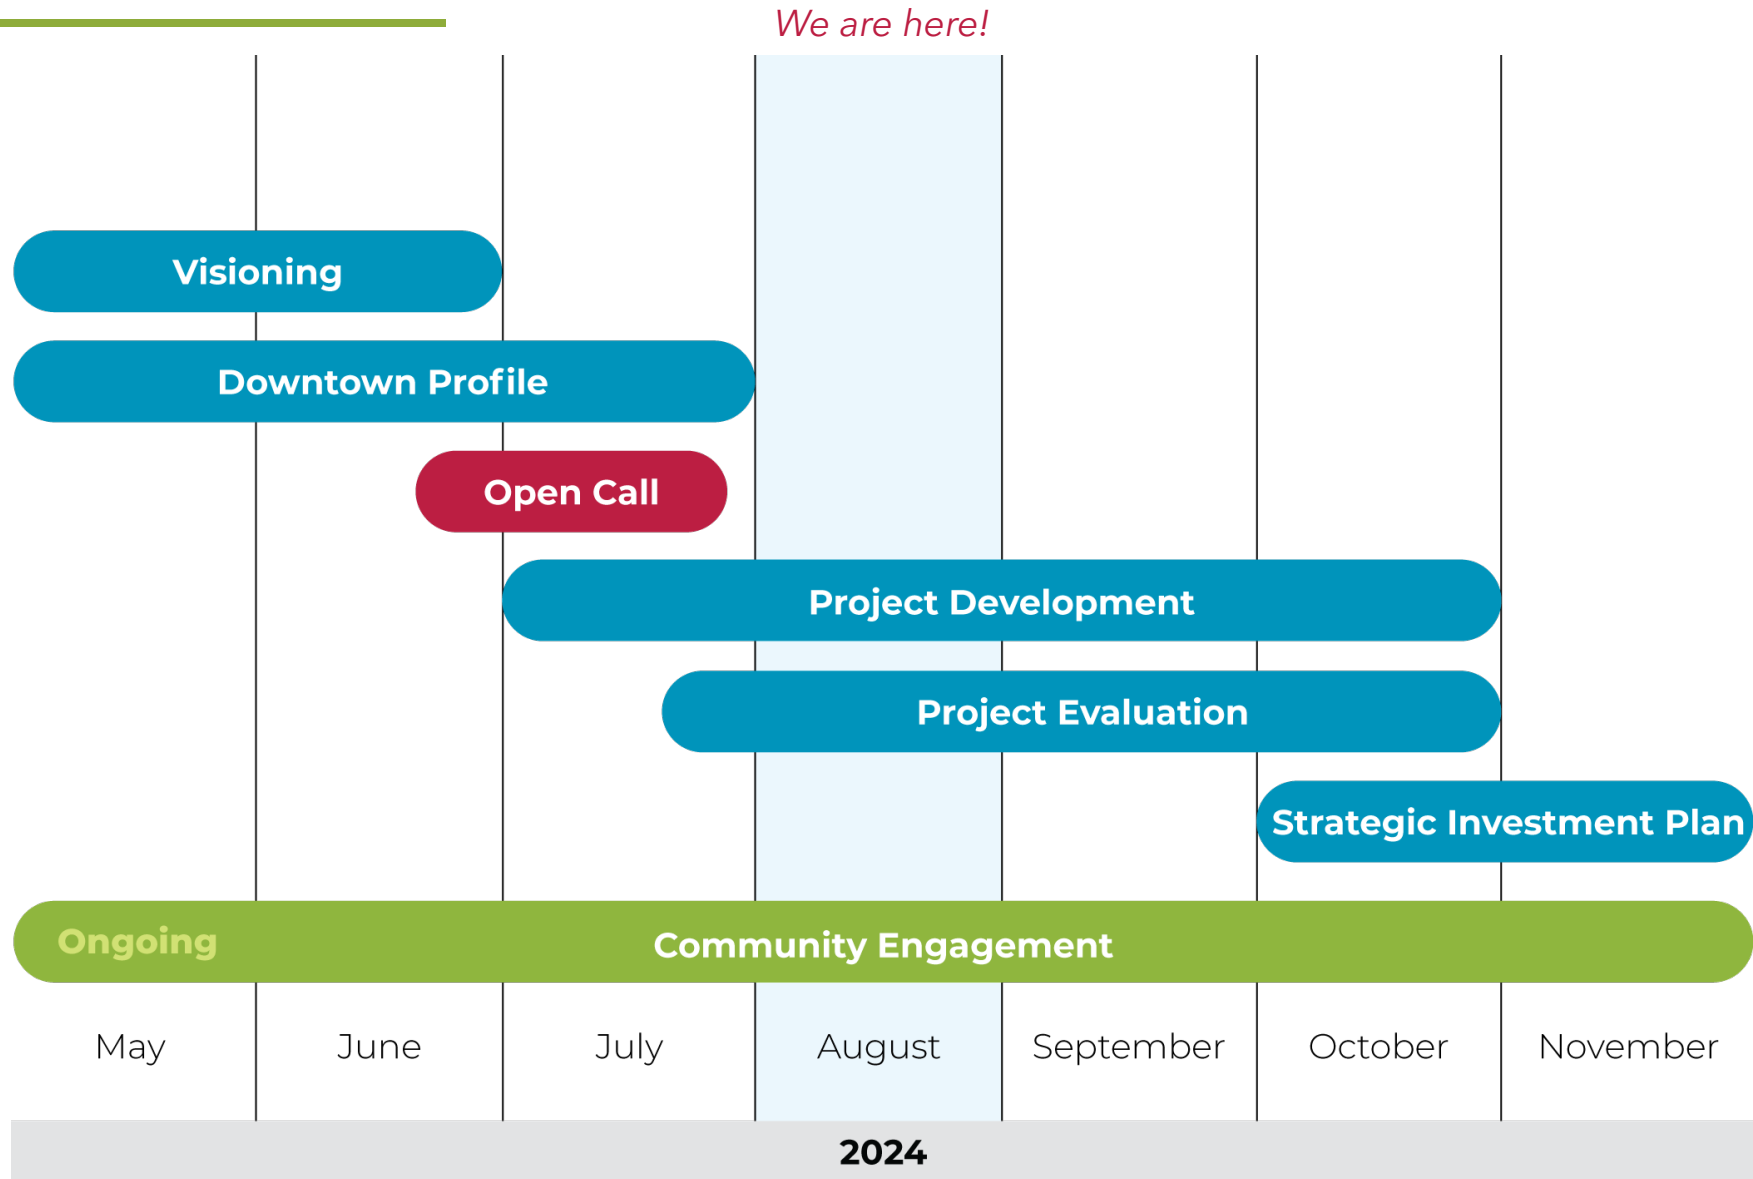 We are here!
Visioning
Downtown Profile
Open Call
Project Development
Project Evaluation
Strategic Investment Plan
Ongoing Community Engagement
May June July August September October November
2024